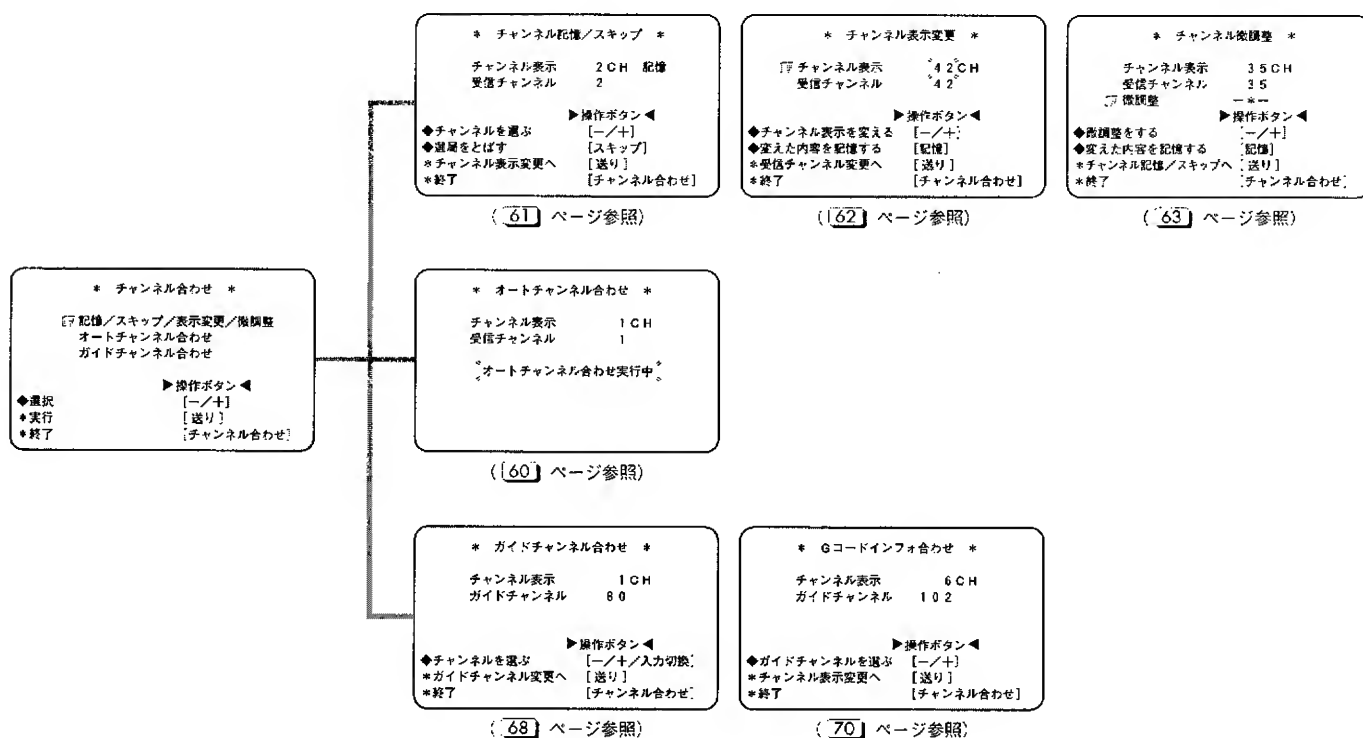 * チャンネル合わせ *
☞ 記憶／スキップ／表示変更／微調整
オートチャンネル合わせ
ガイドチャンネル合わせ
▶操作ボタン◀
◆選択 [−／+]
*実行 [送り]
*終了 [チャンネル合わせ]
* チャンネル記憶／スキップ *
チャンネル表示 2CH 記憶
受信チャンネル 2
▶操作ボタン◀
◆チャンネルを選ぶ [−／+]
◆選局をとばす [スキップ]
*チャンネル表示変更へ [送り]
*終了 [チャンネル合わせ]
(61 ページ参照)
* チャンネル表示変更 *
☞ チャンネル表示 42CH
受信チャンネル 42
▶操作ボタン◀
◆チャンネル表示を変える [−／+]
◆変えた内容を記憶する [記憶]
*受信チャンネル変更へ [送り]
*終了 [チャンネル合わせ]
(62 ページ参照)
* チャンネル微調整 *
チャンネル表示 35CH
受信チャンネル 35
☞ 微調整 −*−
▶操作ボタン◀
◆微調整をする [−／+]
◆変えた内容を記憶する [記憶]
*チャンネル記憶／スキップへ [送り]
*終了 [チャンネル合わせ]
(63 ページ参照)
* オートチャンネル合わせ *
チャンネル表示 1CH
受信チャンネル 1
オートチャンネル合わせ実行中
(60 ページ参照)
* ガイドチャンネル合わせ *
チャンネル表示 1CH
ガイドチャンネル 80
▶操作ボタン◀
◆チャンネルを選ぶ [−／+／入力切換]
*ガイドチャンネル変更へ [送り]
*終了 [チャンネル合わせ]
(68 ページ参照)
* Gコードインフォ合わせ *
チャンネル表示 6CH
ガイドチャンネル 102
▶操作ボタン◀
◆ガイドチャンネルを選ぶ [−／+]
*チャンネル表示変更へ [送り]
*終了 [チャンネル合わせ]
(70 ページ参照)